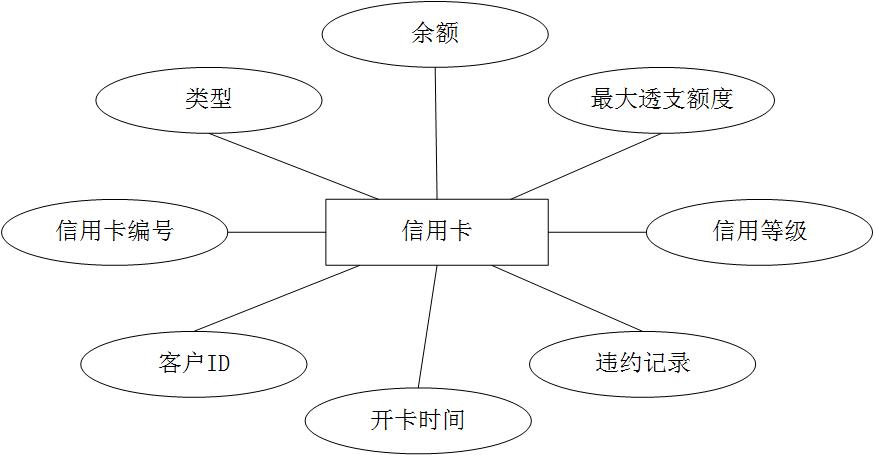 余额
类型
最大透支额度
信用卡编号
信用卡
信用等级
客户ID
违约记录
开卡时间